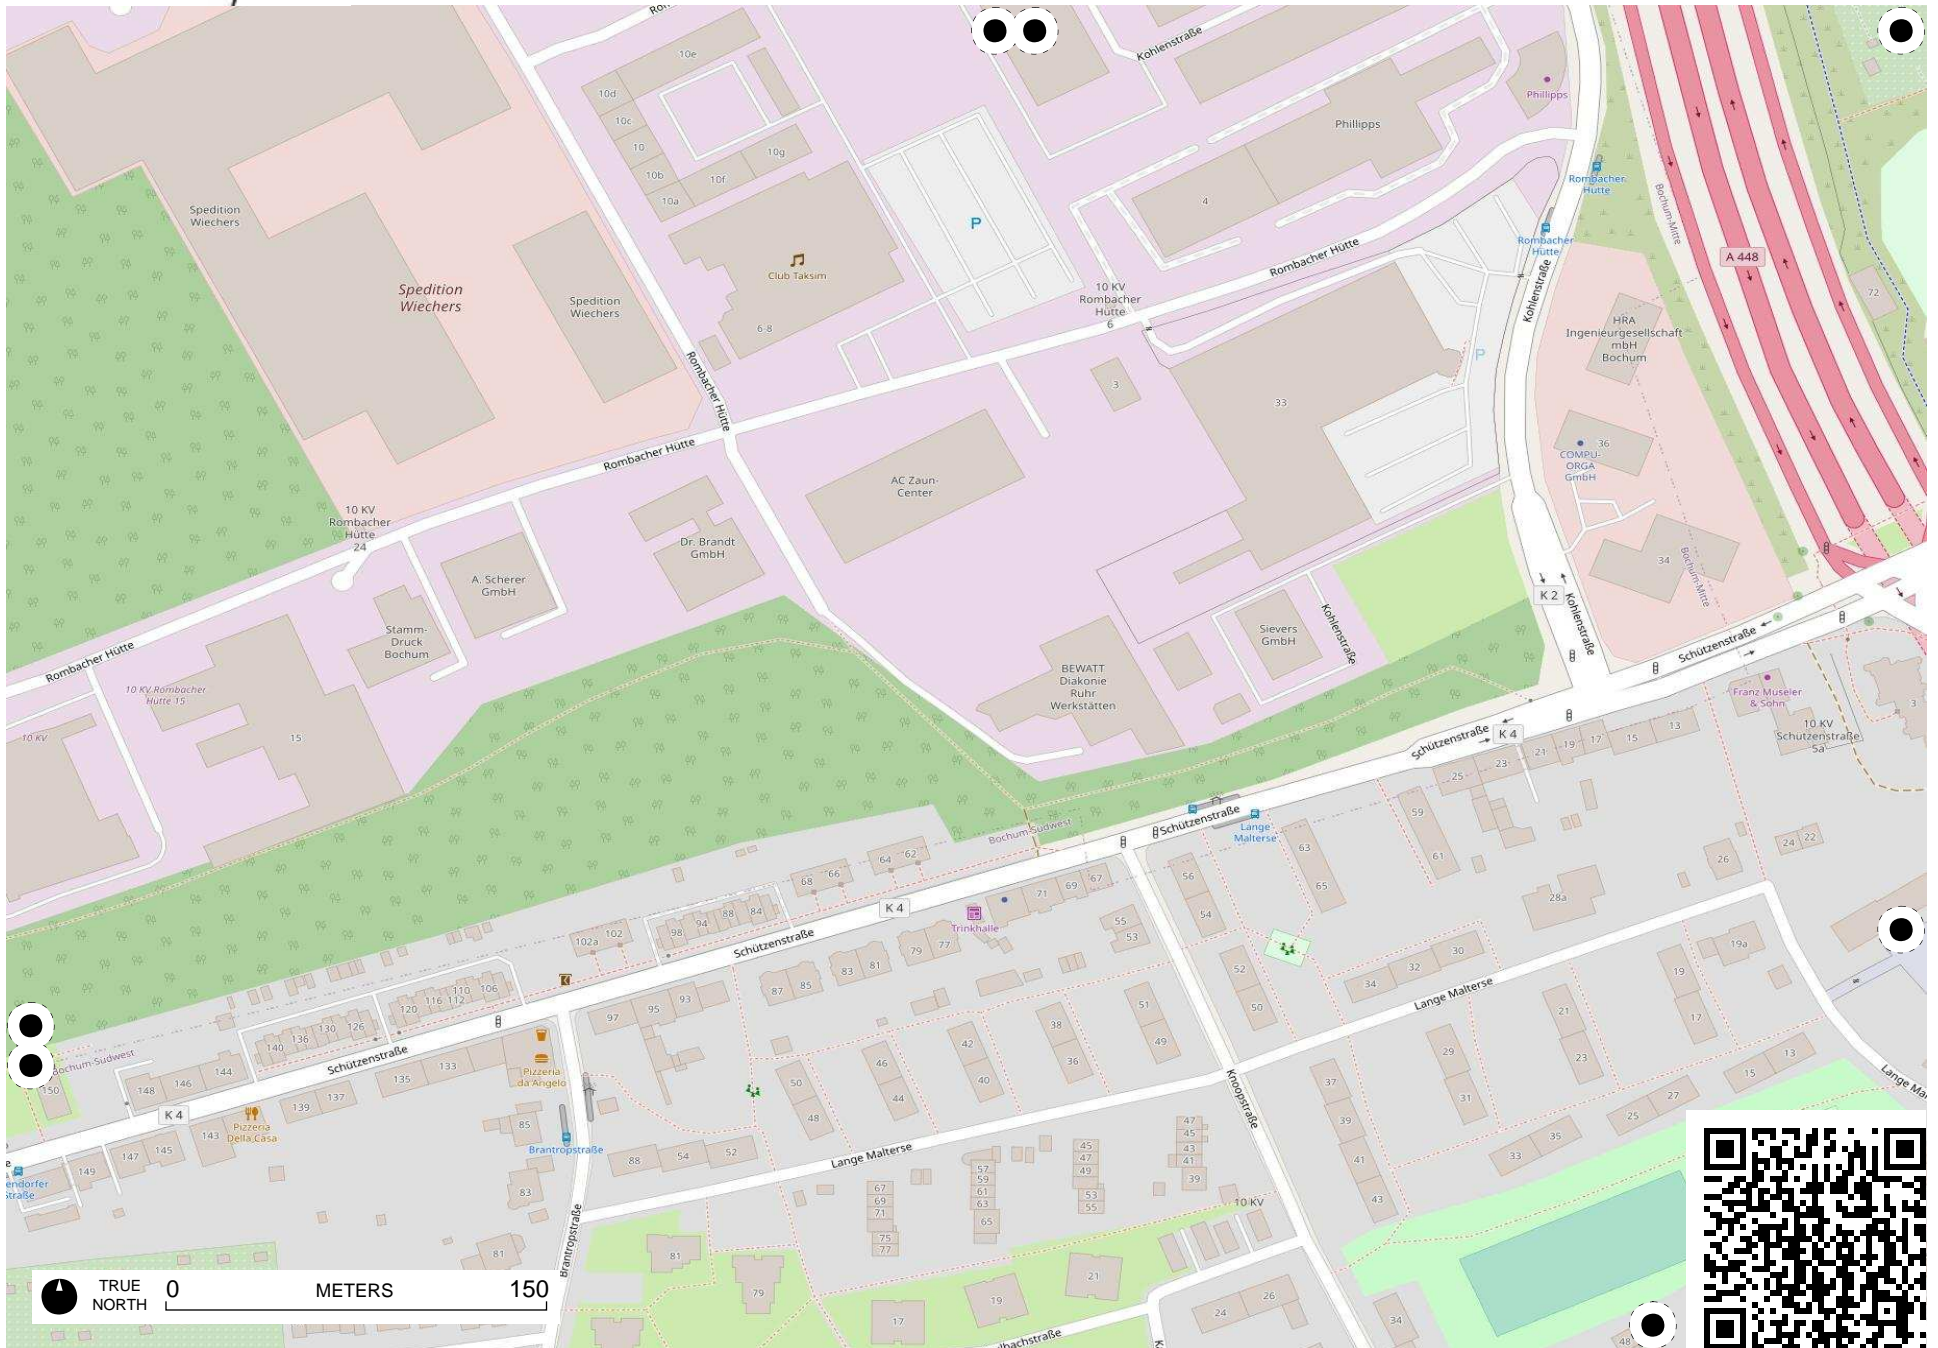 Kohlenstraße
10e
10d
10c
10
10b
10a
10f
10g
Phillipps
Phillipps
Rombacher
Hütte
Rombacher
Hütte
Bochum-Mitte
A 448
72
4
P
Spedition
Wiechers
Spedition
Wiechers
Spedition
Wiechers
Club Taksim
6-8
Rombacher Hütte
10 KV
Rombacher
Hütte
6
Kohlenstraße
HRA
Ingenieurgesellschaft
mbH
Bochum
P
3
33
Rombacher Hütte
Rombacher Hütte
36
COMPU-
ORGA
GmbH
AC Zaun-
Center
10 KV
Rombacher
Hütte
24
Dr. Brandt
GmbH
A. Scherer
GmbH
34
Bochum-Mitte
K 2
Kohlenstraße
Stamm-
Druck
Bochum
Sievers
GmbH
Kohlenstraße
Schützenstraße
Rombacher Hütte
10 KV Rombacher
Hütte 15
10 KV
15
BEWATT
Diakonie
Ruhr
Werkstätten
Franz Museler
& Sohn
10 KV
Schützenstraße
5a
3
Schützenstraße
K 4
25
23
21
19
17
15
13
Schützenstraße
Lange
Malterse
Bochum-Südwest
59
61
63
65
22
24
26
28a
64
62
68
66
K 4
71
69
67
56
54
Trinkhalle
55
53
98
94
88
84
102
102a
Schützenstraße
79
77
83
81
87
85
52
50
34
32
30
19a
19
17
Lange Malterse
120
116
112
110
106
140
136
130
126
Schützenstraße
97
95
93
51
49
38
36
42
40
46
44
50
48
21
23
29
31
13
15
27
25
35
33
Bochum-Südwest
150
148
146
144
135
133
Pizzeria
da Angelo
139
137
K 4
Pizzeria
Della Casa
143
145
147
149
85
Brantropstraße
88
54
52
Lange Malterse
Knoopstraße
37
39
41
43
Lange Ma
47
45
43
41
39
45
47
49
53
55
57
59
61
63
65
67
69
71
75
77
10 KV
83
81
Brantropstraße
81
79
17
19
21
24
26
34
48
TRUE
NORTH
0
METERS
150